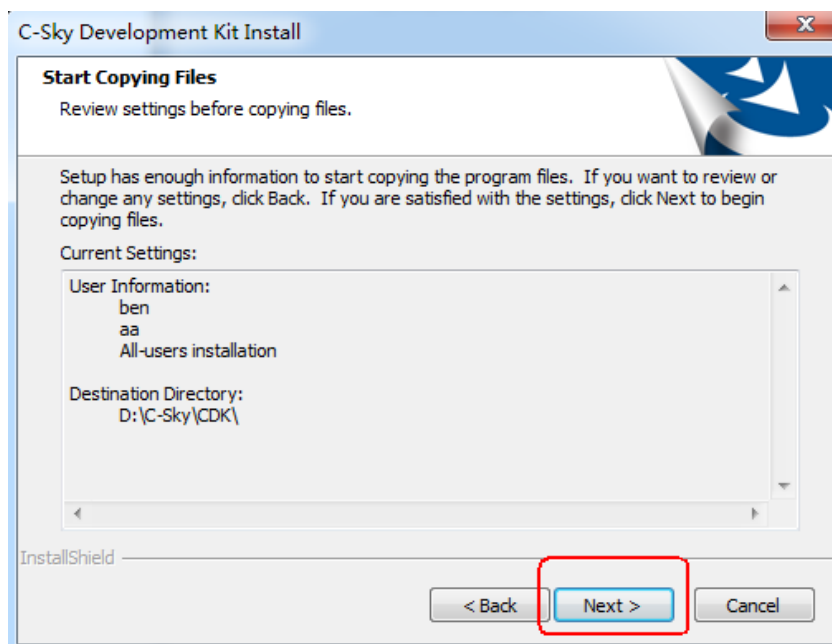 C-Sky Development Kit Install
Start Copying Files
Review settings before copying files.
Setup has enough information to start copying the program files.  If you want to review or
change any settings, click Back.  If you are satisfied with the settings, click Next to begin
copying files.
Current Settings:
User Information:
ben
aa
All-users installation
Destination Directory:
D:\C-Sky\CDK\
InstallShield
< Back
Next >
Cancel